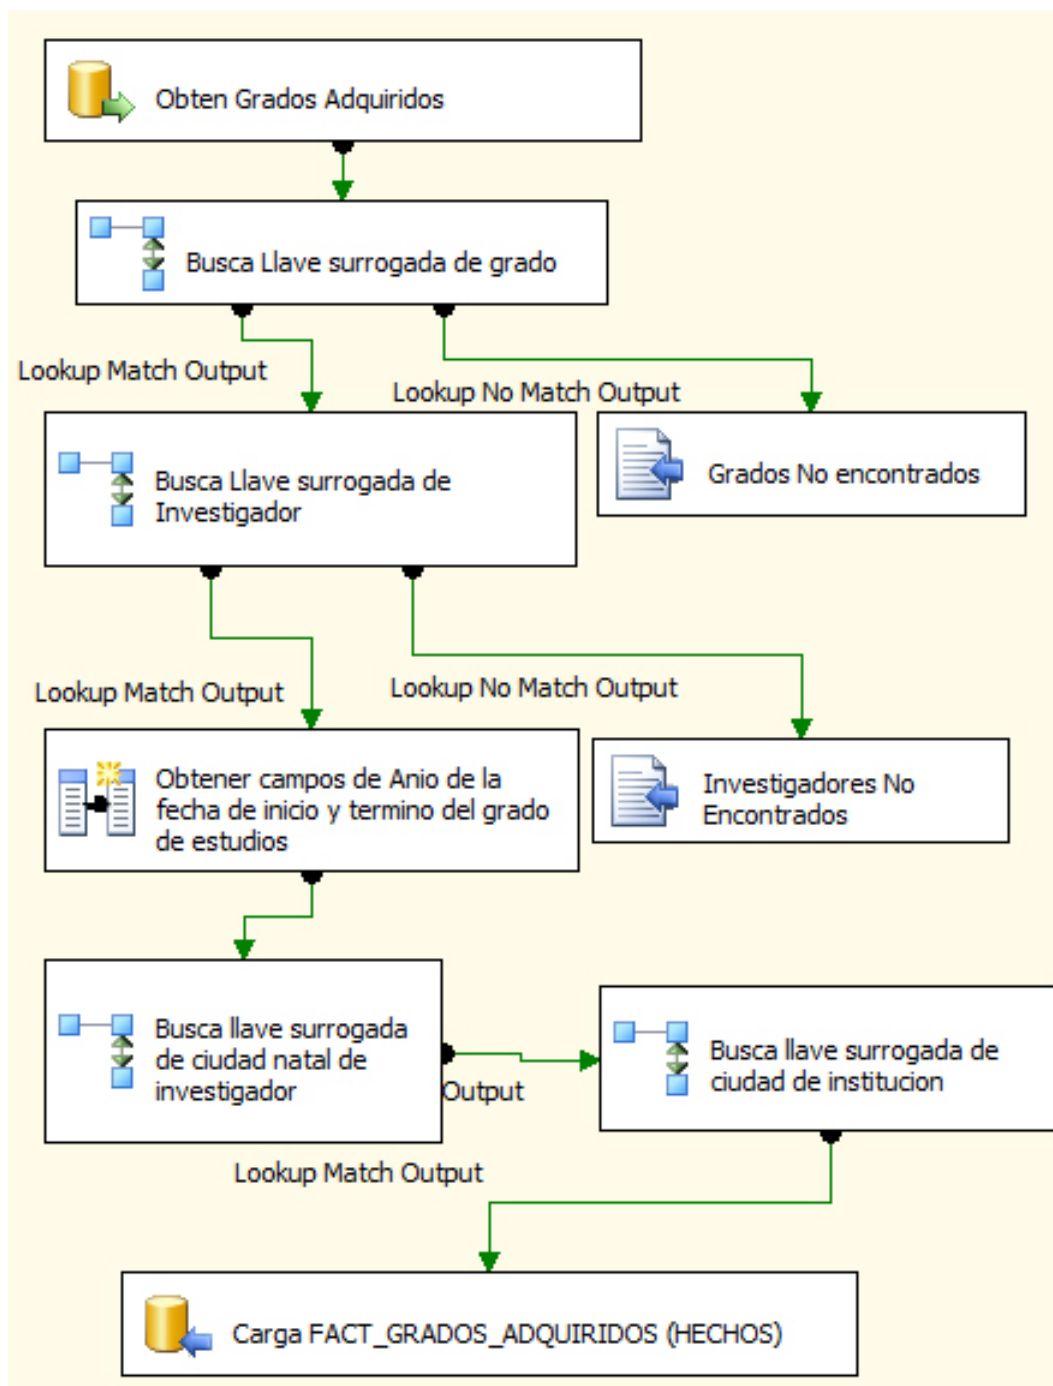 Obten Grados Adquiridos
Busca Llave surrogada de grado
Lookup Match Output
Lookup No Match Output
Busca Llave surrogada de
Investigador
Grados No encontrados
Lookup Match Output
Lookup No Match Output
Obtener campos de Anio de la
fecha de inicio y termino del grado
de estudios
Investigadores No
Encontrados
Busca llave surrogada
de ciudad natal de
investigador
Output
Busca llave surrogada de
ciudad de institucion
Lookup Match Output
Carga FACT_GRADOS_ADQUIRIDOS (HECHOS)